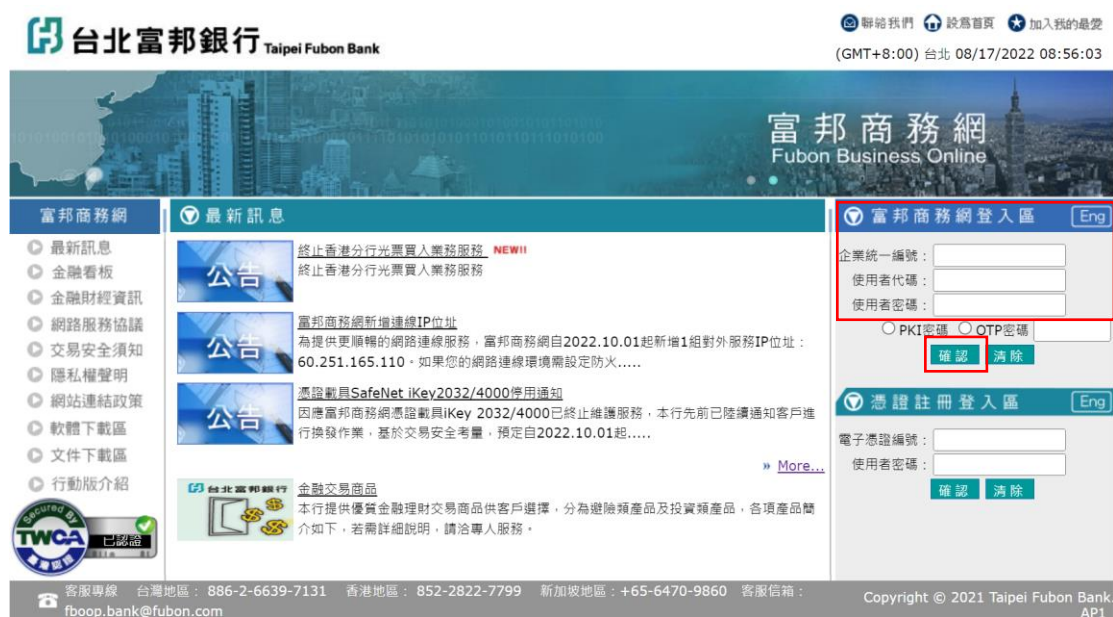 台北富邦銀行 Taipei Fubon Bank
聯絡我們 設為首頁 加入我的最愛
(GMT+8:00) 台北 08/17/2022 08:56:03
富邦商務網
Fubon Business Online
富邦商務網
最新訊息
金融看板
金融財經資訊
網路服務協議
交易安全須知
隱私權聲明
網站連結政策
軟體下載區
文件下載區
行動版介紹
Secured By
TWCA 已認證
最新訊息
公告
終止香港分行光票買入業務服務 NEW!!
終止香港分行光票買入業務服務
公告
富邦商務網新增連線IP位址
為提供更順暢的網路連線服務，富邦商務網自2022.10.01起新增1組對外服務IP位址：
60.251.165.110。如果您的網路連線環境需設定防火.....
公告
憑證載具SafeNet iKey2032/4000停用通知
因應富邦商務網憑證載具iKey 2032/4000已終止維護服務，本行先前已陸續通知客戶進
行換發作業，基於交易安全考量，預定自2022.10.01起.....
» More...
台北富邦銀行
金融交易商品
本行提供優質金融理財交易商品供客戶選擇，分為避險類產品及投資類產品，各項產品簡
介如下，若需詳細說明，請洽專人服務。
富邦商務網登入區 Eng
企業統一編號：
使用者代碼：
使用者密碼：
PKI密碼 OTP密碼
確認 清除
憑證註冊登入區 Eng
電子憑證編號：
使用者密碼：
確認 清除
客服專線 台灣地區： 886-2-6639-7131 香港地區： 852-2822-7799 新加坡地區：+65-6470-9860 客服信箱：
fboop.bank@fubon.com
Copyright © 2021 Taipei Fubon Bank.
AP1